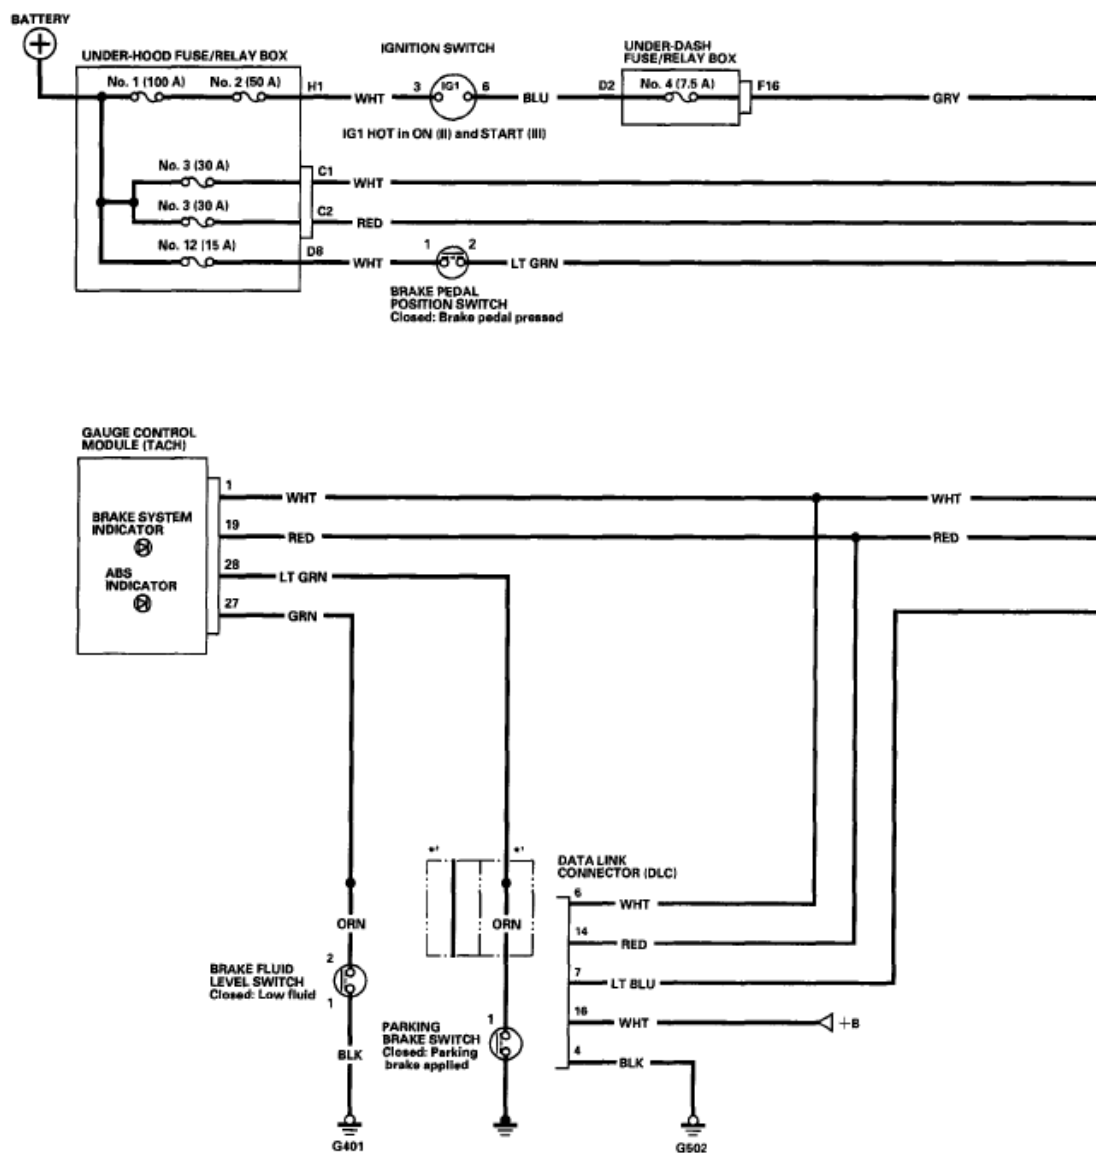 BATTERY
UNDER-HOOD FUSE/RELAY BOX
No. 1 (100 A)
No. 2 (50 A)
H1
WHT
IGNITION SWITCH
3
IG1
6
BLU
IG1 HOT in ON (II) and START (III)
UNDER-DASH
FUSE/RELAY BOX
D2
No. 4 (7.5 A)
F16
GRY
No. 3 (30 A)
C1
WHT
No. 3 (30 A)
C2
RED
No. 12 (15 A)
D8
WHT
1
2
LT GRN
BRAKE PEDAL
POSITION SWITCH
Closed: Brake pedal pressed
GAUGE CONTROL
MODULE (TACH)
1
WHT
WHT
BRAKE SYSTEM
INDICATOR
19
RED
RED
ABS
INDICATOR
28
LT GRN
27
GRN
ORN
BRAKE FLUID
LEVEL SWITCH
Closed: Low fluid
2
1
BLK
G401
ORN
PARKING
BRAKE SWITCH
Closed: Parking
brake applied
1
DATA LINK
CONNECTOR (DLC)
6
WHT
14
RED
7
LT BLU
16
WHT
+B
4
BLK
G502